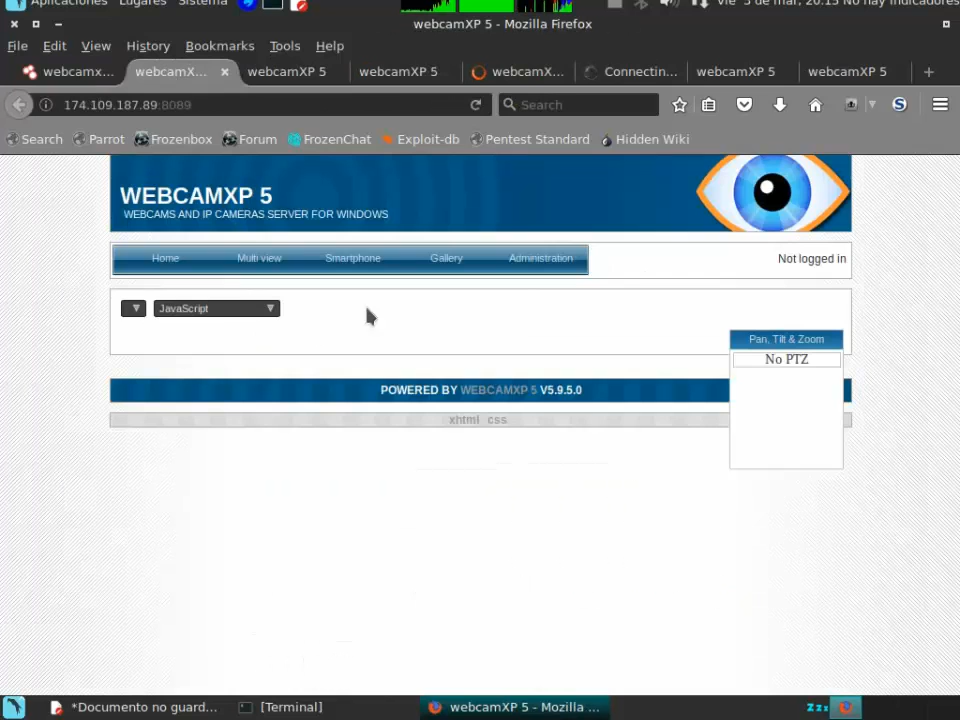 Aplicaciones Lugares Sistema vie 3 de mar, 20:15 No hay indicadores
webcamXP 5 - Mozilla Firefox
File Edit View History Bookmarks Tools Help
webcamx... webcamX... × webcamXP 5 webcamXP 5 webcamX... Connectin... webcamXP 5 webcamXP 5 +
174.109.187.89:8089 Search
Search Parrot Frozenbox Forum FrozenChat Exploit-db Pentest Standard Hidden Wiki
WEBCAMXP 5
WEBCAMS AND IP CAMERAS SERVER FOR WINDOWS
Home Multi view Smartphone Gallery Administration Not logged in
JavaScript
Pan, Tilt & Zoom
No PTZ
POWERED BY WEBCAMXP 5 V5.9.5.0
xhtml css
*Documento no guard... [Terminal] webcamXP 5 - Mozilla ... Zzz